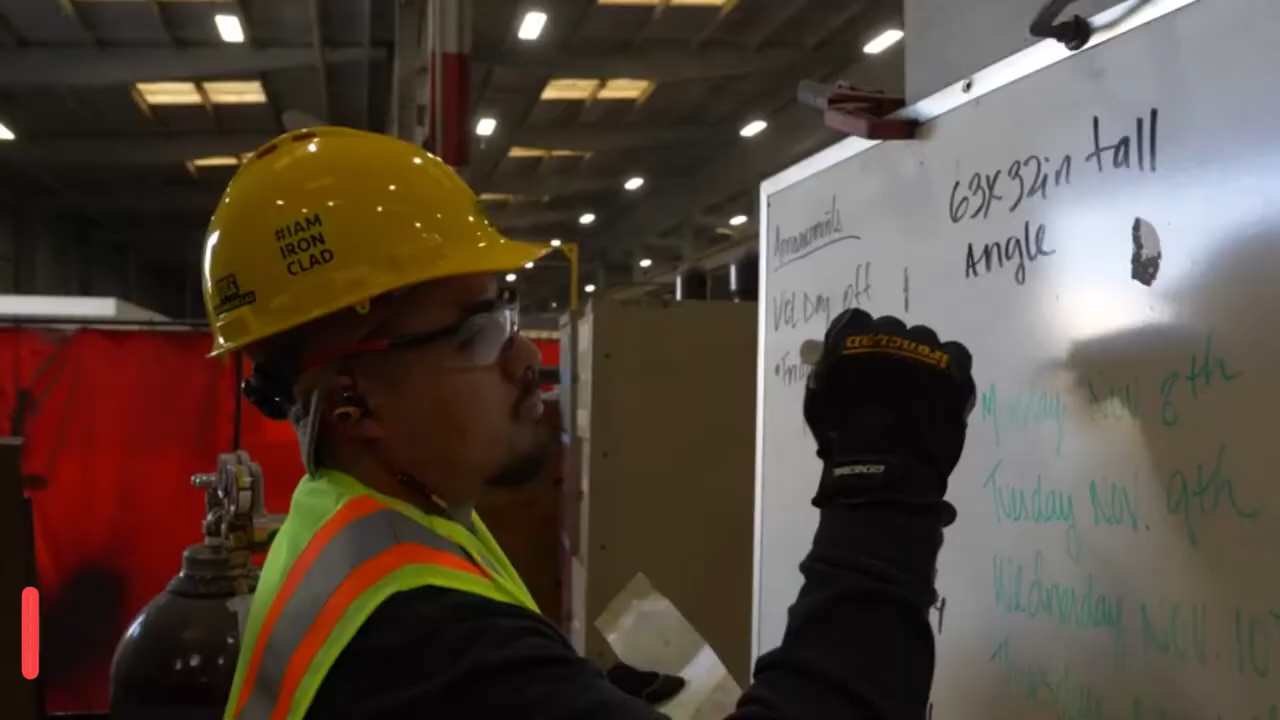 #IAM
IRON
CLAD
IRONCLAD
63x32in tall
Angle
Announcements
Vet Day off
Monday Nov 8th
Tuesday Nov. 9th
Wednesday Nov. 10